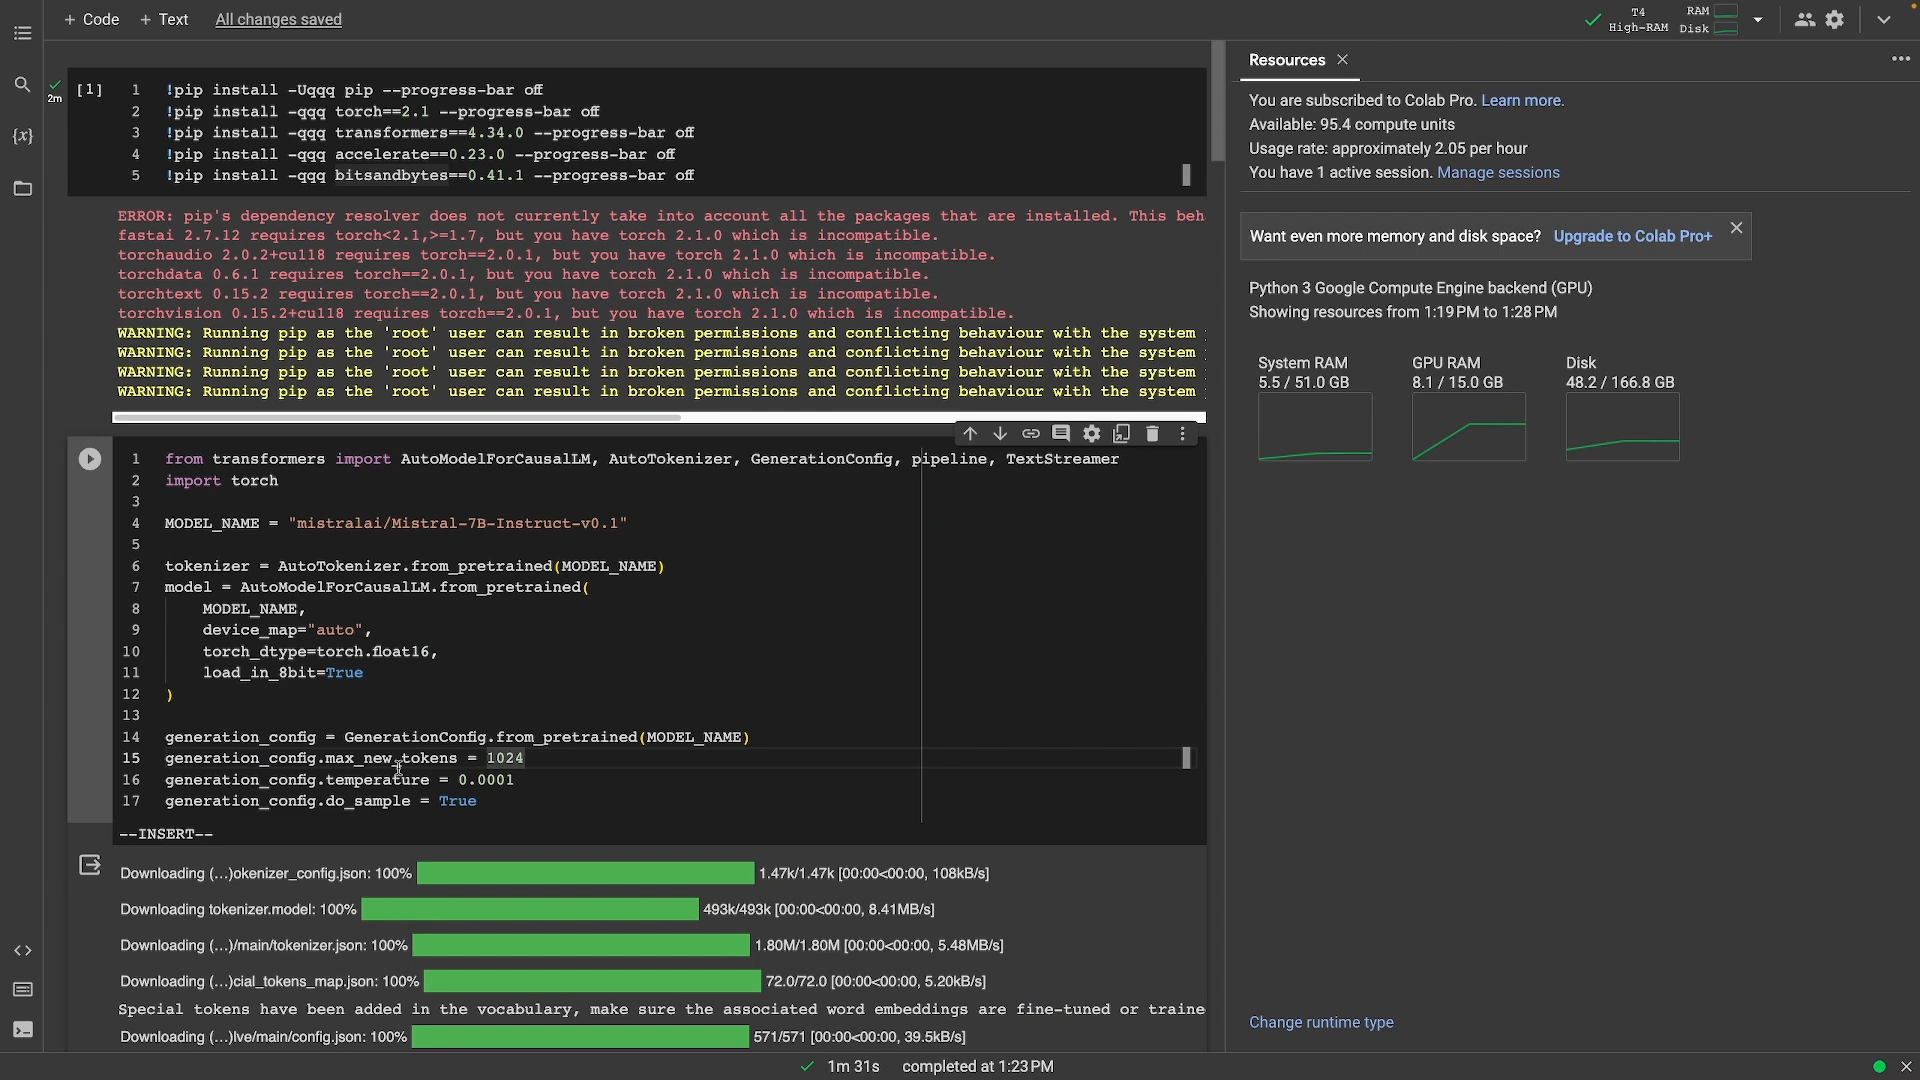 + Code + Text All changes saved
T4
High-RAM
RAM
Disk
[1]
2m
{x}
1 !pip install -Uqqq pip --progress-bar off
2 !pip install -qqq torch==2.1 --progress-bar off
3 !pip install -qqq transformers==4.34.0 --progress-bar off
4 !pip install -qqq accelerate==0.23.0 --progress-bar off
5 !pip install -qqq bitsandbytes==0.41.1 --progress-bar off
ERROR: pip's dependency resolver does not currently take into account all the packages that are installed. This beh
fastai 2.7.12 requires torch<2.1,>=1.7, but you have torch 2.1.0 which is incompatible.
torchaudio 2.0.2+cu118 requires torch==2.0.1, but you have torch 2.1.0 which is incompatible.
torchdata 0.6.1 requires torch==2.0.1, but you have torch 2.1.0 which is incompatible.
torchtext 0.15.2 requires torch==2.0.1, but you have torch 2.1.0 which is incompatible.
torchvision 0.15.2+cu118 requires torch==2.0.1, but you have torch 2.1.0 which is incompatible.
WARNING: Running pip as the 'root' user can result in broken permissions and conflicting behaviour with the system
WARNING: Running pip as the 'root' user can result in broken permissions and conflicting behaviour with the system
WARNING: Running pip as the 'root' user can result in broken permissions and conflicting behaviour with the system
WARNING: Running pip as the 'root' user can result in broken permissions and conflicting behaviour with the system
1 from transformers import AutoModelForCausalLM, AutoTokenizer, GenerationConfig, pipeline, TextStreamer
2 import torch
3
4 MODEL_NAME = "mistralai/Mistral-7B-Instruct-v0.1"
5
6 tokenizer = AutoTokenizer.from_pretrained(MODEL_NAME)
7 model = AutoModelForCausalLM.from_pretrained(
8 MODEL_NAME,
9 device_map="auto",
10 torch_dtype=torch.float16,
11 load_in_8bit=True
12 )
13
14 generation_config = GenerationConfig.from_pretrained(MODEL_NAME)
15 generation_config.max_new_tokens = 1024
16 generation_config.temperature = 0.0001
17 generation_config.do_sample = True
--INSERT--
Downloading (...)okenizer_config.json: 100% 1.47k/1.47k [00:00<00:00, 108kB/s]
Downloading tokenizer.model: 100% 493k/493k [00:00<00:00, 8.41MB/s]
Downloading (...)/main/tokenizer.json: 100% 1.80M/1.80M [00:00<00:00, 5.48MB/s]
Downloading (...)cial_tokens_map.json: 100% 72.0/72.0 [00:00<00:00, 5.20kB/s]
Special tokens have been added in the vocabulary, make sure the associated word embeddings are fine-tuned or traine
Downloading (...)lve/main/config.json: 100% 571/571 [00:00<00:00, 39.5kB/s]
Resources
You are subscribed to Colab Pro. Learn more.
Available: 95.4 compute units
Usage rate: approximately 2.05 per hour
You have 1 active session. Manage sessions
Want even more memory and disk space? Upgrade to Colab Pro+
Python 3 Google Compute Engine backend (GPU)
Showing resources from 1:19 PM to 1:28 PM
System RAM
5.5 / 51.0 GB
GPU RAM
8.1 / 15.0 GB
Disk
48.2 / 166.8 GB
Change runtime type
1m 31s completed at 1:23 PM